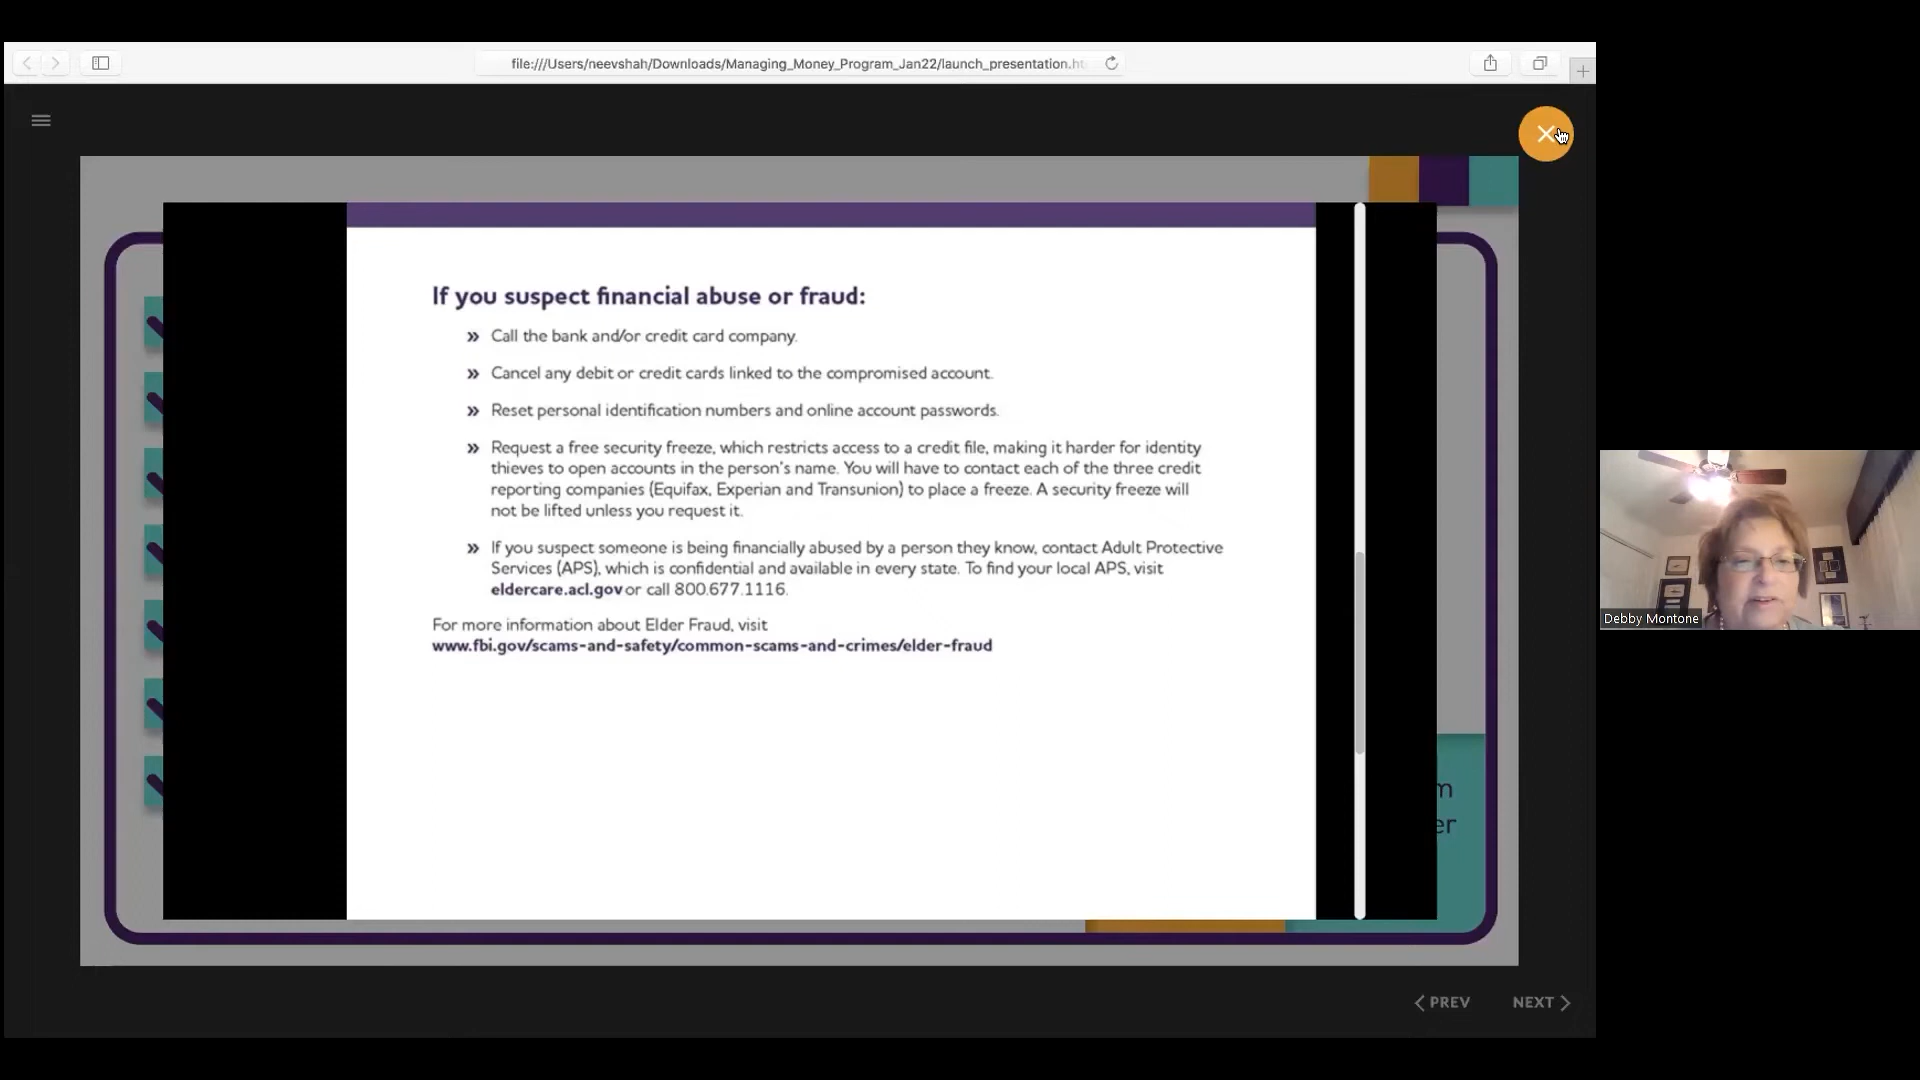 file:///Users/neevshah/Downloads/Managing_Money_Program_Jan22/launch_presentation.ht
If you suspect financial abuse or fraud:
» Call the bank and/or credit card company.
» Cancel any debit or credit cards linked to the compromised account.
» Reset personal identification numbers and online account passwords.
» Request a free security freeze, which restricts access to a credit file, making it harder for identity
thieves to open accounts in the person's name. You will have to contact each of the three credit
reporting companies (Equifax, Experian and Transunion) to place a freeze. A security freeze will
not be lifted unless you request it.
» If you suspect someone is being financially abused by a person they know, contact Adult Protective
Services (APS), which is confidential and available in every state. To find your local APS, visit
eldercare.acl.gov or call 800.677.1116.
For more information about Elder Fraud, visit
www.fbi.gov/scams-and-safety/common-scams-and-crimes/elder-fraud
Debby Montone
PREV
NEXT